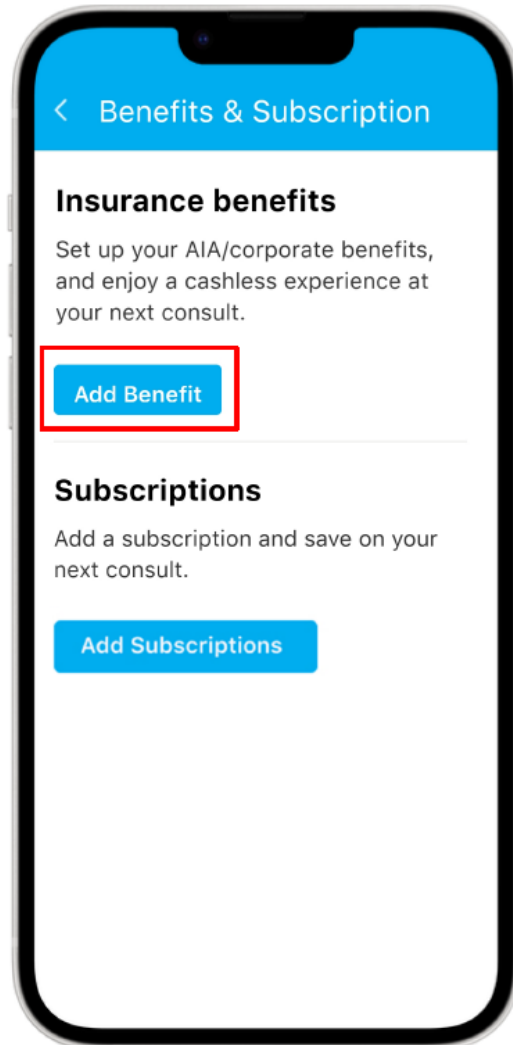 Benefits & Subscription
Insurance benefits
Set up your AIA/corporate benefits,
and enjoy a cashless experience at
your next consult.
Add Benefit
Subscriptions
Add a subscription and save on your
next consult.
Add Subscriptions